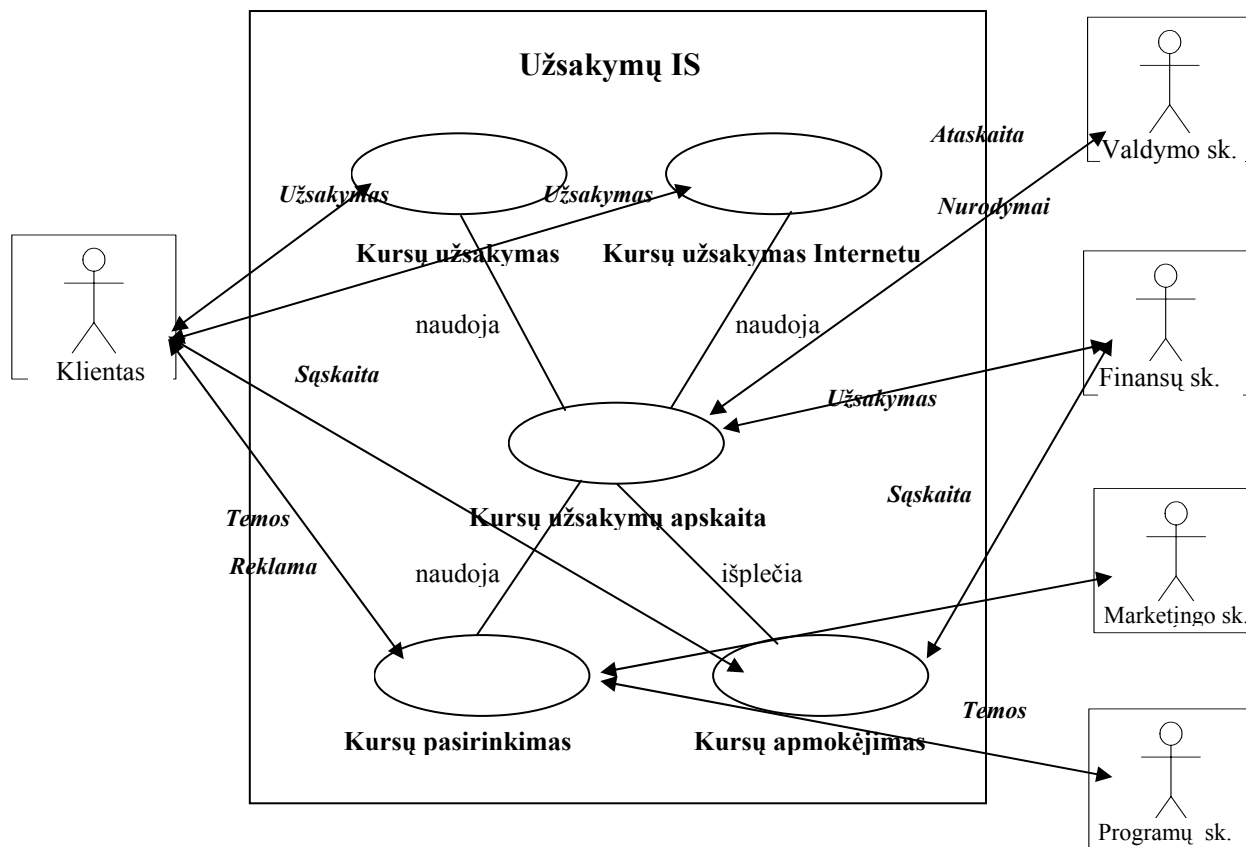 Užsakymų IS
Ataskaita
Valdymo sk.
Užsakymas
Užsakymas
Nurodymai
Kursų užsakymas
Kursų užsakymas Internetu
naudoja
naudoja
Klientas
Sąskaita
Finansų sk.
Užsakymas
Sąskaita
Temos
Kursų užsakymų apskaita
Reklama
naudoja
išplečia
Marketingo sk.
Temos
Kursų pasirinkimas
Kursų apmokėjimas
Programų sk.